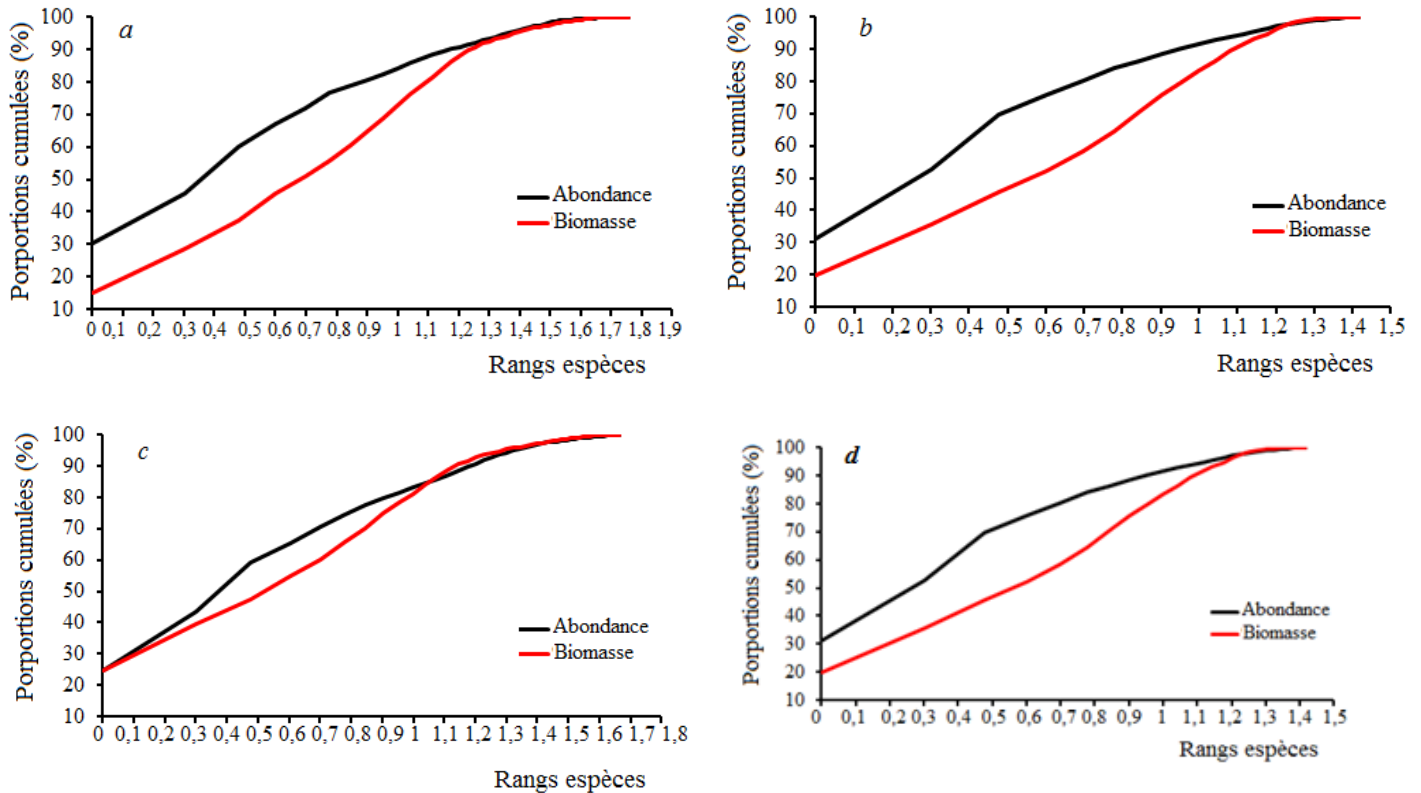 a
Porportions cumulées (%)
100
90
80
70
60
50
40
30
20
10
0 0,1 0,2 0,3 0,4 0,5 0,6 0,7 0,8 0,9 1 1,1 1,2 1,3 1,4 1,5 1,6 1,7 1,8 1,9
Abondance
Biomasse
Rangs espèces
b
Porportions cumulées (%)
100
90
80
70
60
50
40
30
20
10
0 0,1 0,2 0,3 0,4 0,5 0,6 0,7 0,8 0,9 1 1,1 1,2 1,3 1,4 1,5
Abondance
Biomasse
Rangs espèces
c
Porportions cumulées (%)
100
90
80
70
60
50
40
30
20
10
0 0,1 0,2 0,3 0,4 0,5 0,6 0,7 0,8 0,9 1 1,1 1,2 1,3 1,4 1,5 1,6 1,7 1,8
Abondance
Biomasse
Rangs espèces
d
Porportions cumulées (%)
100
90
80
70
60
50
40
30
20
10
0 0,1 0,2 0,3 0,4 0,5 0,6 0,7 0,8 0,9 1 1,1 1,2 1,3 1,4 1,5
Abondance
Biomasse
Rangs espèces